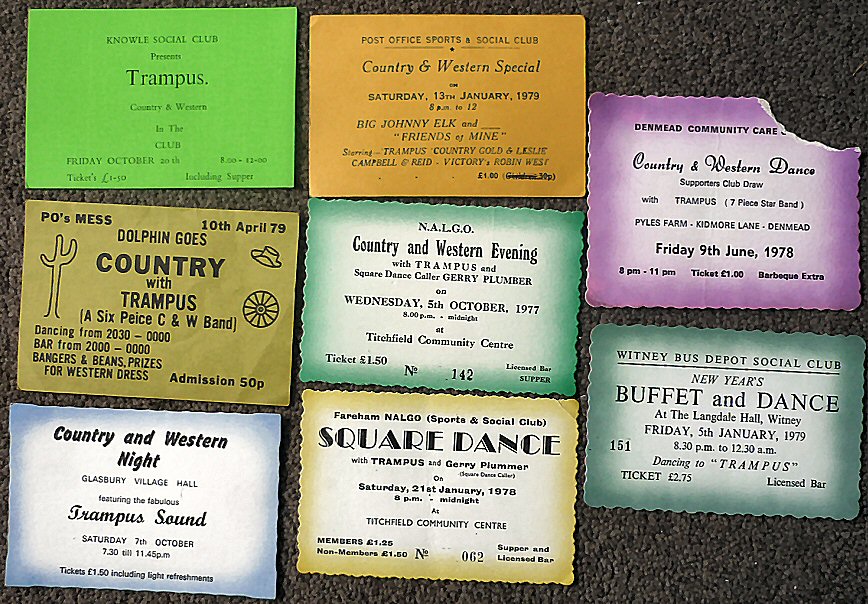 KNOWLE SOCIAL CLUB
Presents
Trampus.
Country & Western
In The
CLUB
FRIDAY OCTOBER 20th 8.00 - 12-00
Ticket's £1-50 Including Supper
POST OFFICE SPORTS & SOCIAL CLUB
Country & Western Special
ON
SATURDAY, 13TH JANUARY, 1979
8 p.m. to 12
BIG JOHNNY ELK and
"FRIENDS of MINE"
Starring - TRAMPUS COUNTRY GOLD & LESLIE
CAMPBELL & REID - VICTORY'S ROBIN WEST
£1.00 ( 30p)
DENMEAD COMMUNITY CARE
Country & Western Dance
Supporters Club Draw
with TRAMPUS ( 7 Piece Star Band )
PYLES FARM - KIDMORE LANE - DENMEAD
Friday 9th June, 1978
8 pm - 11 pm Ticket £1.00 Barbeque Extra
PO's MESS 10th April 79
DOLPHIN GOES
COUNTRY
with
TRAMPUS
(A Six Peice C & W Band)
Dancing from 2030 - 0000
BAR from 2000 - 0000
BANGERS & BEANS, PRIZES
FOR WESTERN DRESS Admission 50p
N.A.L.G.O.
Country and Western Evening
with TRAMPUS and
Square Dance Caller GERRY PLUMBER
on
WEDNESDAY, 5th OCTOBER, 1977
8.00 p.m. - midnight
at
Titchfield Community Centre
Ticket £1.50 Licensed Bar
No 142 SUPPER
WITNEY BUS DEPOT SOCIAL CLUB
NEW YEAR'S
BUFFET and DANCE
At The Langdale Hall, Witney
FRIDAY, 5th JANUARY, 1979
151 8.30 p.m. to 12.30 a.m.
Dancing to "TRAMPUS"
TICKET £2.75 Licensed Bar
Country and Western
Night
GLASBURY VILLAGE HALL
featuring the fabulous
Trampus Sound
SATURDAY 7th OCTOBER
7.30 till 11.45p.m
Tickets £1.50 including light refreshments
Fareham NALGO (Sports & Social Club)
SQUARE DANCE
with TRAMPUS and Gerry Plummer
(Square Dance Caller)
On
Saturday, 21st January, 1978
8 p.m. - midnight
At
TITCHFIELD COMMUNITY CENTRE
MEMBERS £1.25
Non-Members £1.50 No 062 Supper and
Licensed Bar